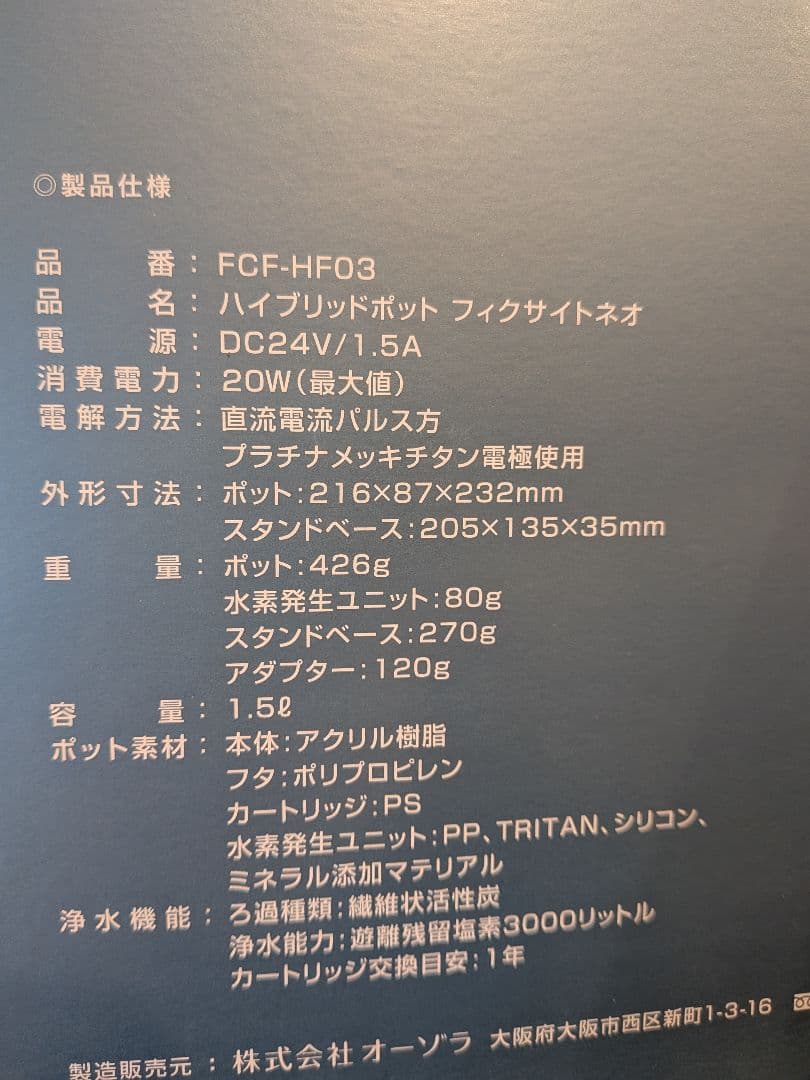 ◎製品仕様
品番：FCF-HF03
品名：ハイブリッドポット フィクサイトネオ
電源：DC24V/1.5A
消費電力：20W(最大値)
電解方法：直流電流パルス方
プラチナメッキチタン電極使用
外形寸法：ポット:216×87×232mm
スタンドベース:205×135×35mm
重量：ポット:426g
水素発生ユニット:80g
スタンドベース:270g
アダプター:120g
容量：1.5ℓ
ポット素材：本体:アクリル樹脂
フタ:ポリプロピレン
カートリッジ:PS
水素発生ユニット:PP、TRITAN、シリコン、
ミネラル添加マテリアル
浄水機能：ろ過種類:繊維状活性炭
浄水能力:遊離残留塩素3000リットル
カートリッジ交換目安:1年
製造販売元：株式会社オーゾラ 大阪府大阪市西区新町1-3-16